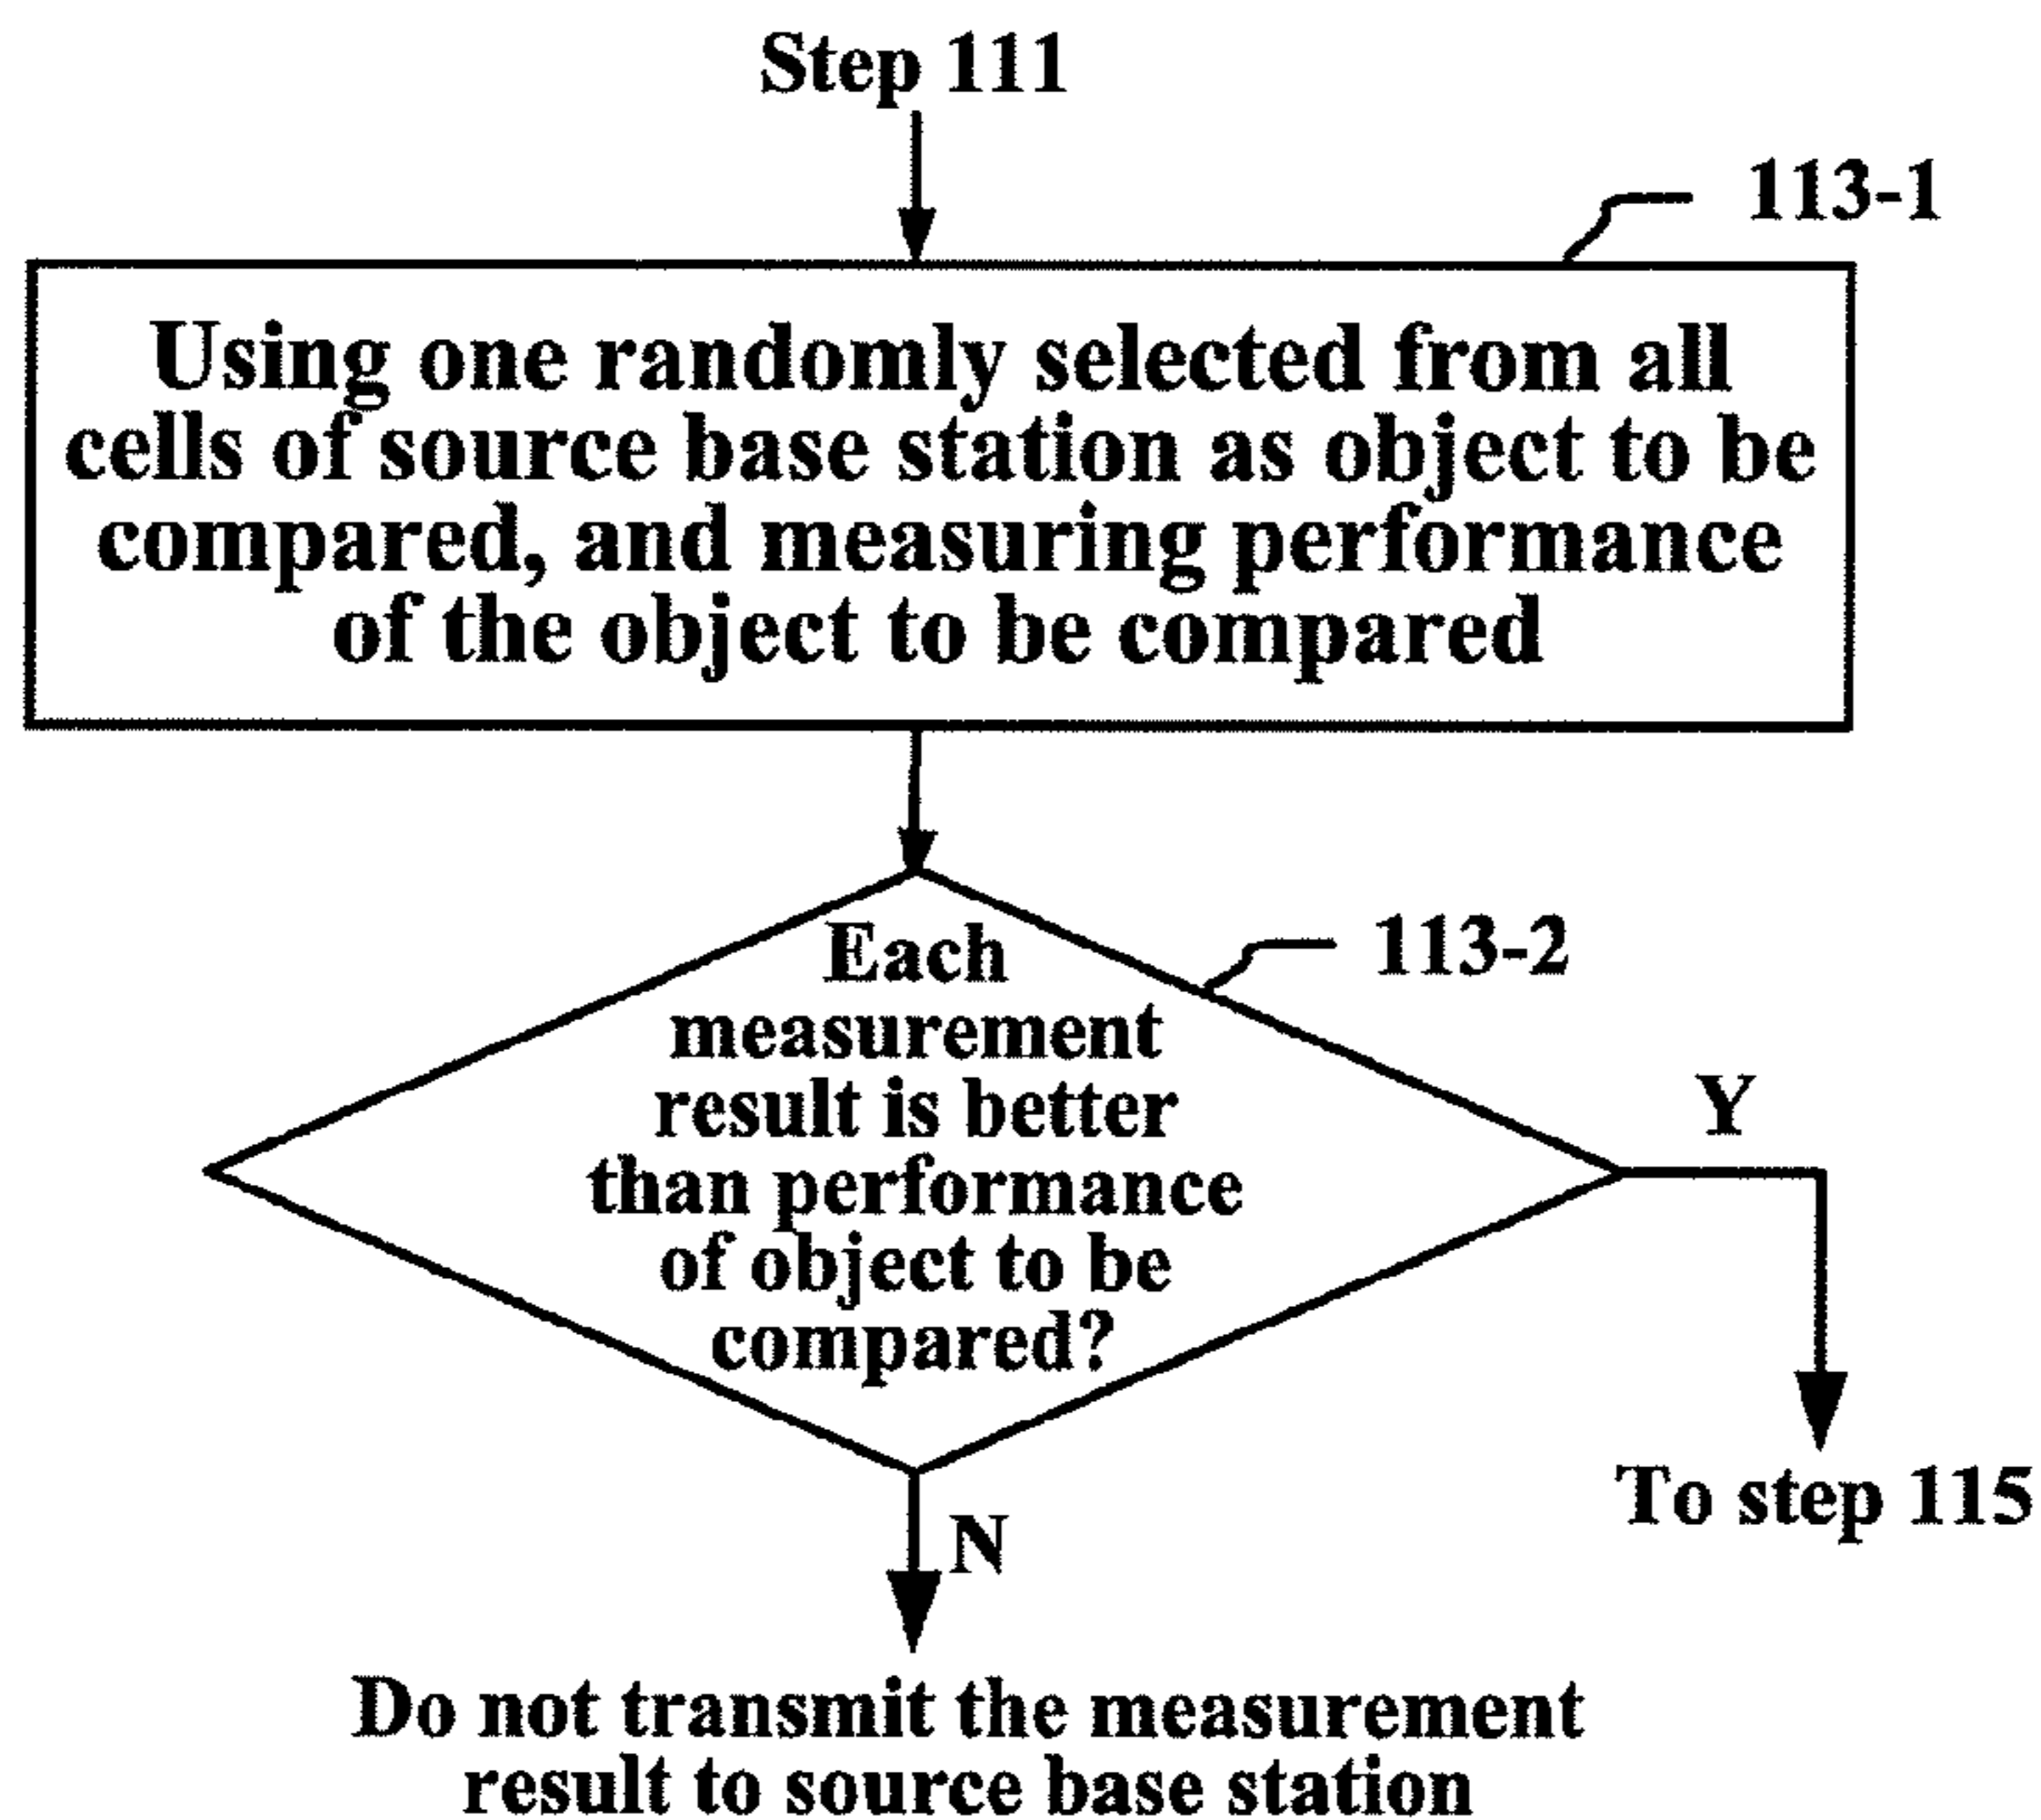 Step 111
113-1
Using one randomly selected from all
cells of source base station as object to be
compared, and measuring performance
of the object to be compared
113-2
Each
measurement
result is better
than performance
of object to be
compared?
Y
To step 115
N
Do not transmit the measurement
result to source base station